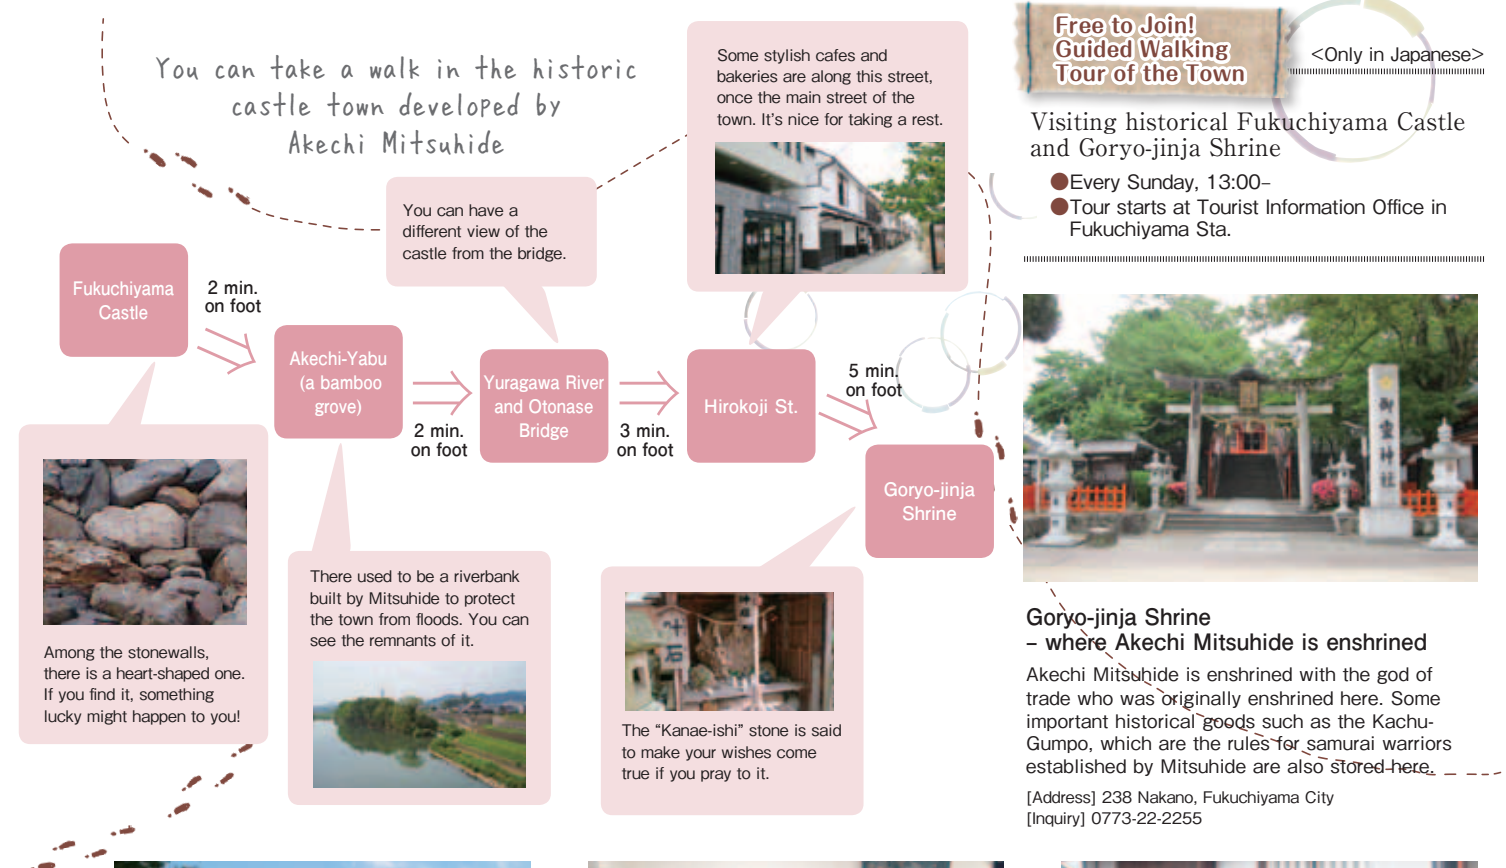 You can take a walk in the historic
castle town developed by
Akechi Mitsuhide
Some stylish cafes and
bakeries are along this street,
once the main street of the
town. It's nice for taking a rest.
You can have a
different view of the
castle from the bridge.
Fukuchiyama
Castle
2 min.
on foot
Akechi-Yabu
(a bamboo
grove)
2 min.
on foot
Yuragawa River
and Otonase
Bridge
3 min.
on foot
Hirokoji St.
5 min.
on foot
Goryo-jinja
Shrine
Among the stonewalls,
there is a heart-shaped one.
If you find it, something
lucky might happen to you!
There used to be a riverbank
built by Mitsuhide to protect
the town from floods. You can
see the remnants of it.
叶石
The “Kanae-ishi” stone is said
to make your wishes come
true if you pray to it.
Free to Join!
Guided Walking
Tour of the Town
<Only in Japanese>
Visiting historical Fukuchiyama Castle
and Goryo-jinja Shrine
●Every Sunday, 13:00–
●Tour starts at Tourist Information Office in
Fukuchiyama Sta.
御霊神社
Goryo-jinja Shrine
– where Akechi Mitsuhide is enshrined
Akechi Mitsuhide is enshrined with the god of
trade who was originally enshrined here. Some
important historical goods such as the Kachu-
Gumpo, which are the rules for samurai warriors
established by Mitsuhide are also stored here.
[Address] 238 Nakano, Fukuchiyama City
[Inquiry] 0773-22-2255